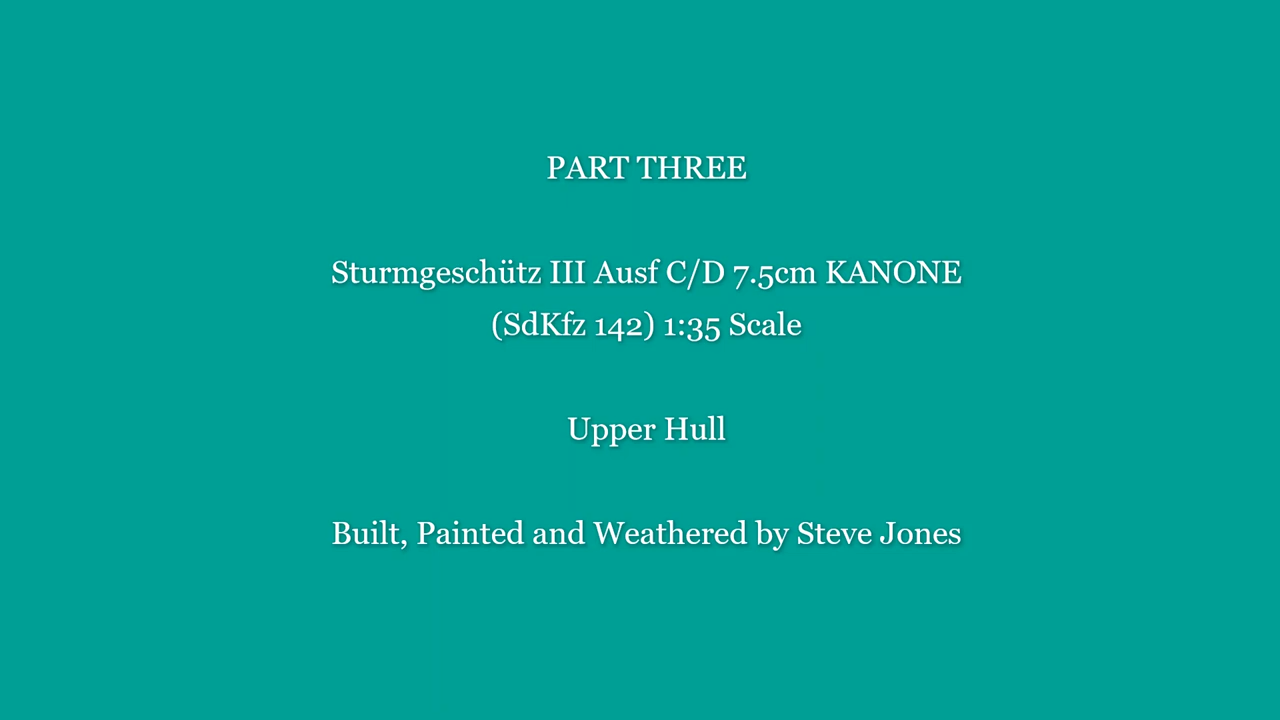 PART THREE
Sturmgeschütz III Ausf C/D 7.5cm KANONE
(SdKfz 142) 1:35 Scale
Upper Hull
Built, Painted and Weathered by Steve Jones